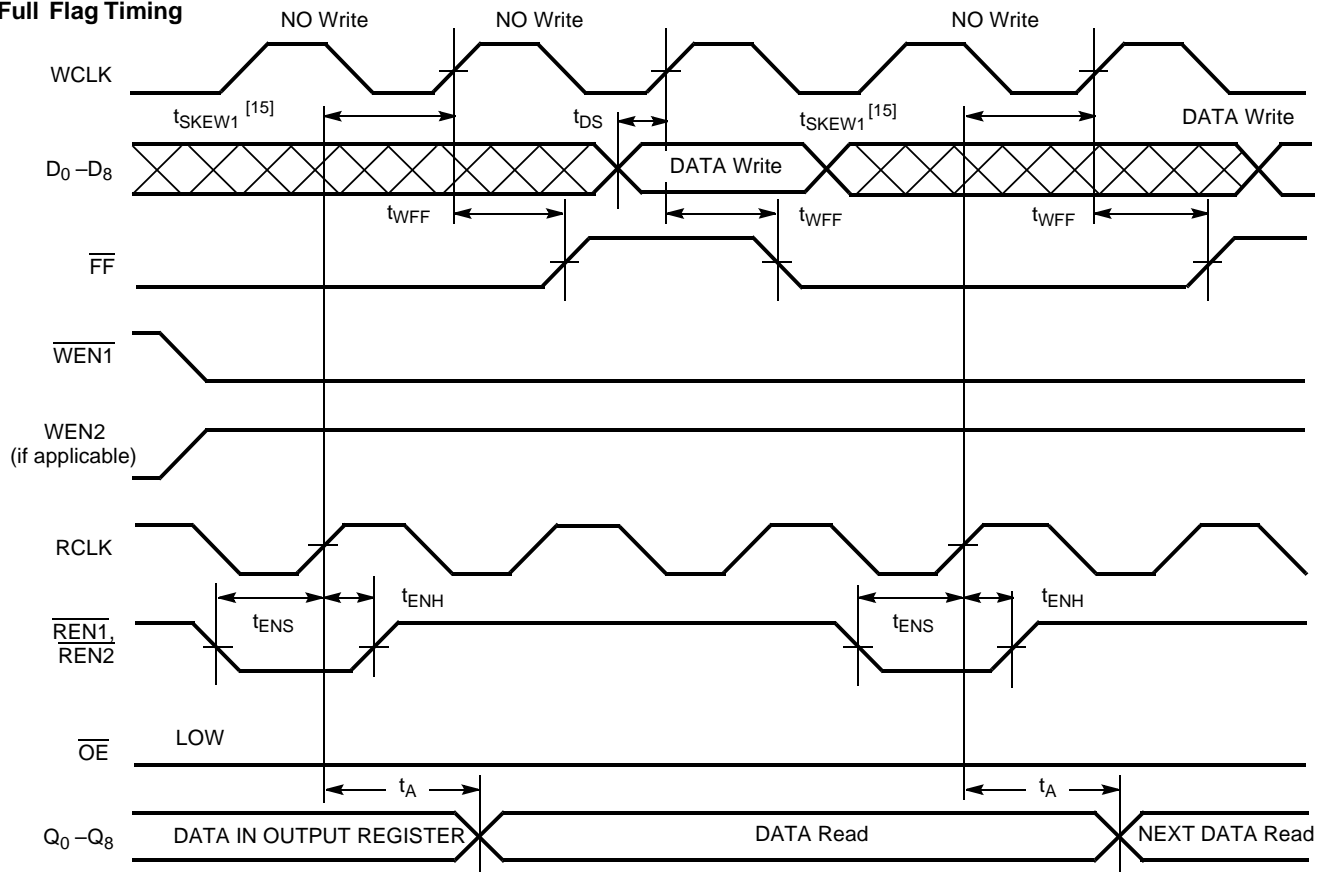 Full Flag Timing
NO Write
NO Write
NO Write
WCLK
tSKEW1 [15]
tDS
tSKEW1 [15]
DATA Write
D0 –D8
DATA Write
tWFF
tWFF
tWFF
FF
WEN1
WEN2
(if applicable)
RCLK
tENH
tENH
tENS
tENS
REN1,
REN2
LOW
OE
tA
tA
Q0 –Q8
DATA IN OUTPUT REGISTER
DATA Read
NEXT DATA Read